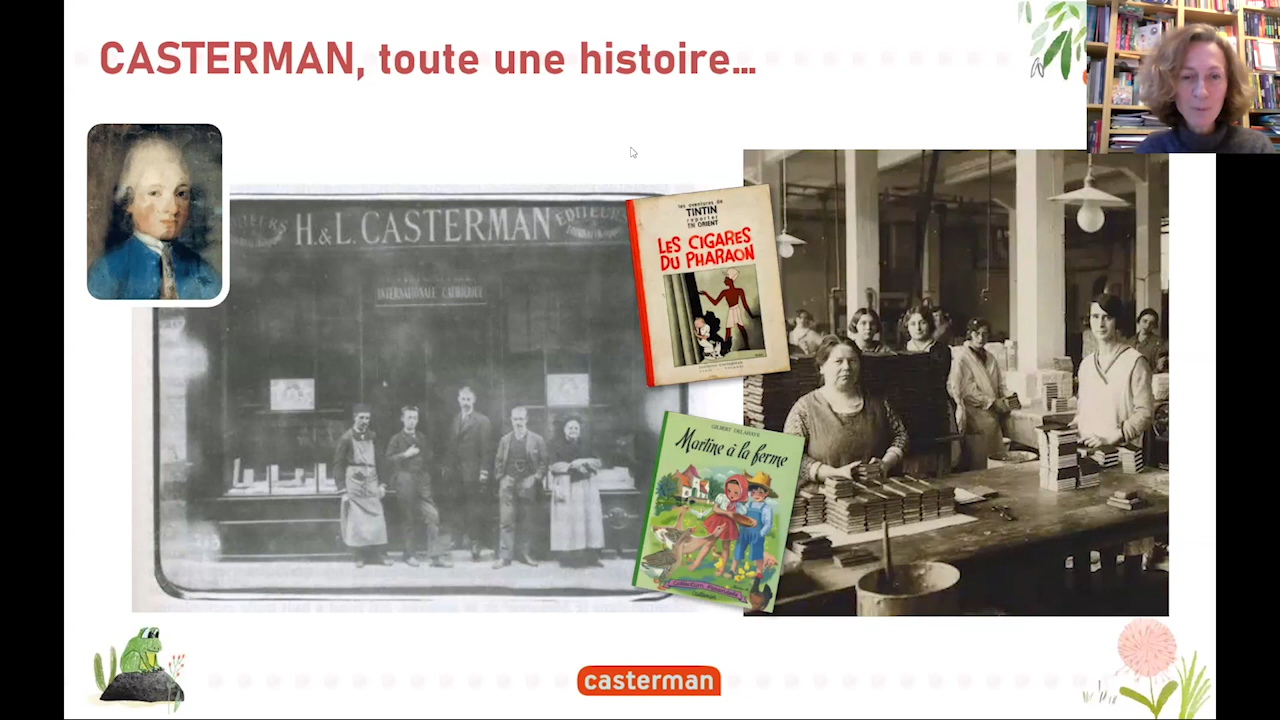 CASTERMAN, toute une histoire...
H.&L. CASTERMAN
EDITEURS
INTERNATIONALE CATHOLIQUE
les aventures de
TINTIN
reporter
EN ORIENT
LES CIGARES
DU PHARAON
GILBERT DELAHAYE
Martine à la ferme
casterman